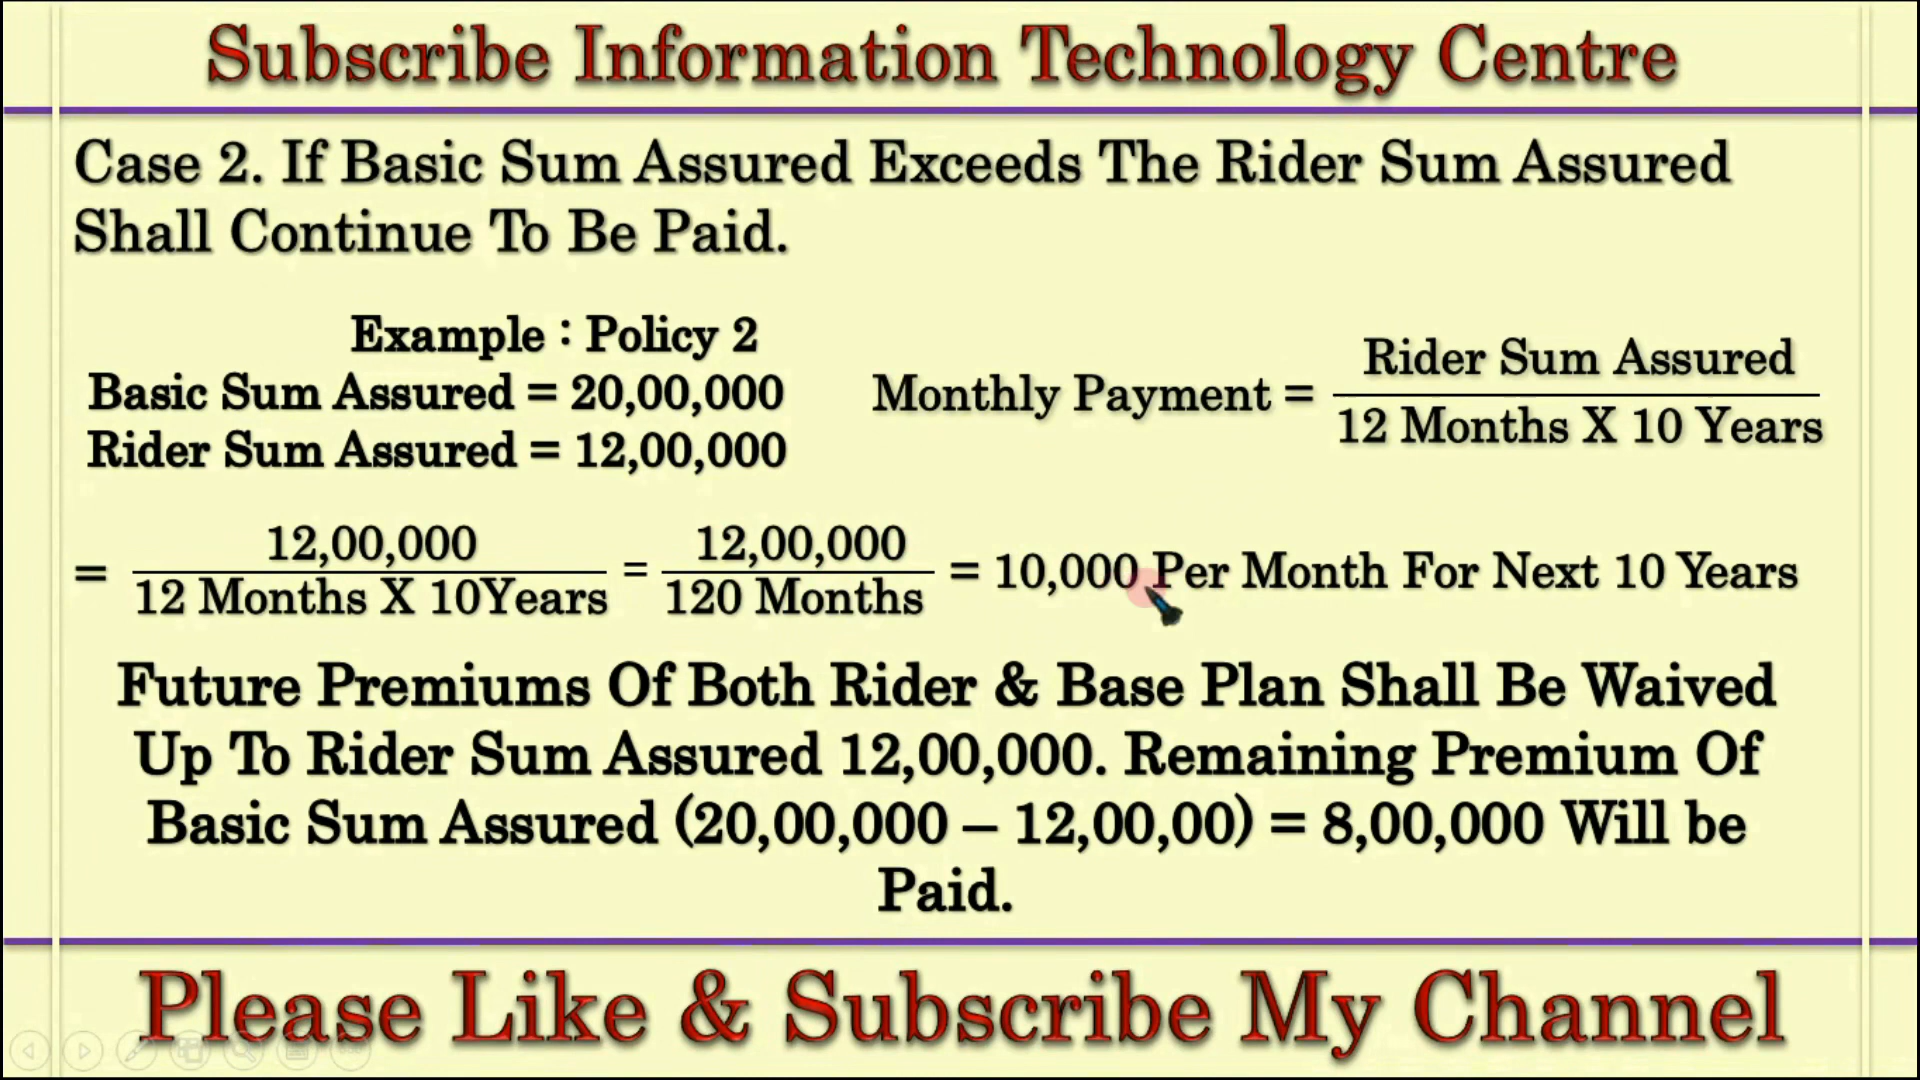 Subscribe Information Technology Centre
Case 2. If Basic Sum Assured Exceeds The Rider Sum Assured
Shall Continue To Be Paid.
Example : Policy 2
Basic Sum Assured = 20,00,000
Rider Sum Assured = 12,00,000
Monthly Payment = Rider Sum Assured
12 Months X 10 Years
= 12,00,000 = 12,00,000 = 10,000 Per Month For Next 10 Years
12 Months X 10Years 120 Months
Future Premiums Of Both Rider & Base Plan Shall Be Waived
Up To Rider Sum Assured 12,00,000. Remaining Premium Of
Basic Sum Assured (20,00,000 – 12,00,00) = 8,00,000 Will be
Paid.
Please Like & Subscribe My Channel